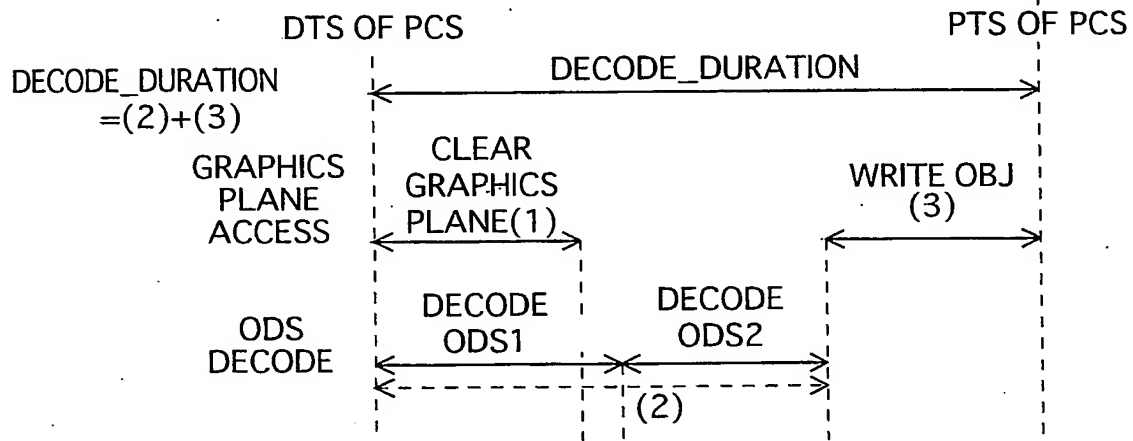 DTS OF PCS
PTS OF PCS
DECODE_DURATION
=(2)+(3)
DECODE_DURATION
GRAPHICS
PLANE
ACCESS
CLEAR
GRAPHICS
PLANE(1)
WRITE OBJ
(3)
ODS
DECODE
DECODE
ODS1
DECODE
ODS2
(2)